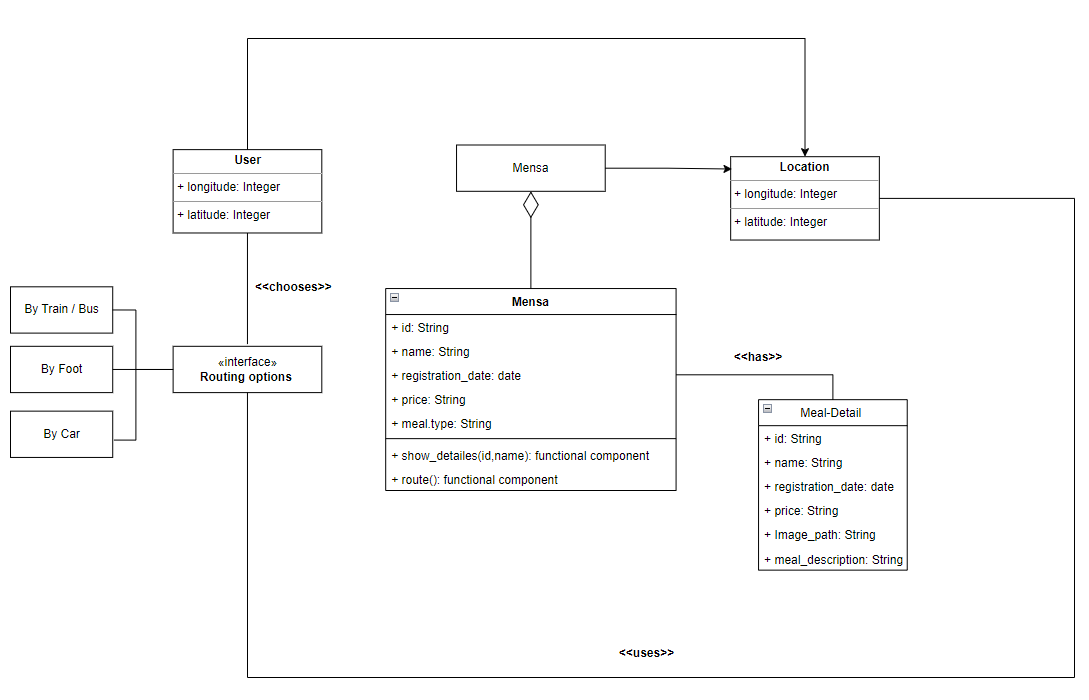 User
+ longitude: Integer
+ latitude: Integer
Mensa
Location
+ longitude: Integer
+ latitude: Integer
<<chooses>>
By Train / Bus
By Foot
By Car
«interface»
Routing options
Mensa
+ id: String
+ name: String
+ registration_date: date
+ price: String
+ meal.type: String
+ show_detailes(id,name): functional component
+ route(): functional component
<<has>>
Meal-Detail
+ id: String
+ name: String
+ registration_date: date
+ price: String
+ Image_path: String
+ meal_description: String
<<uses>>